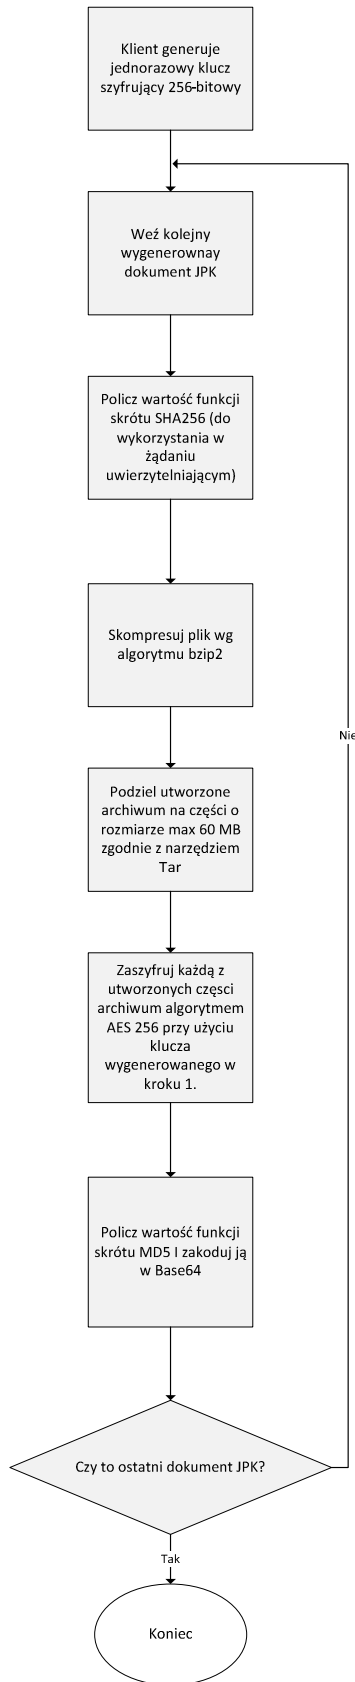 Klient generuje
jednorazowy klucz
szyfrujący 256-bitowy
Weź kolejny
wygenerownay
dokument JPK
Policz wartość funkcji
skrótu SHA256 (do
wykorzystania w
żądaniu
uwierzytelniającym)
Skompresuj plik wg
algorytmu bzip2
Nie
Podziel utworzone
archiwum na części o
rozmiarze max 60 MB
zgodnie z narzędziem
Tar
Zaszyfruj każdą z
utworzonych częsci
archiwum algorytmem
AES 256 przy użyciu
klucza
wygenerowanego w
kroku 1.
Policz wartość funkcji
skrótu MD5 I zakoduj ją
w Base64
Czy to ostatni dokument JPK?
Tak
Koniec